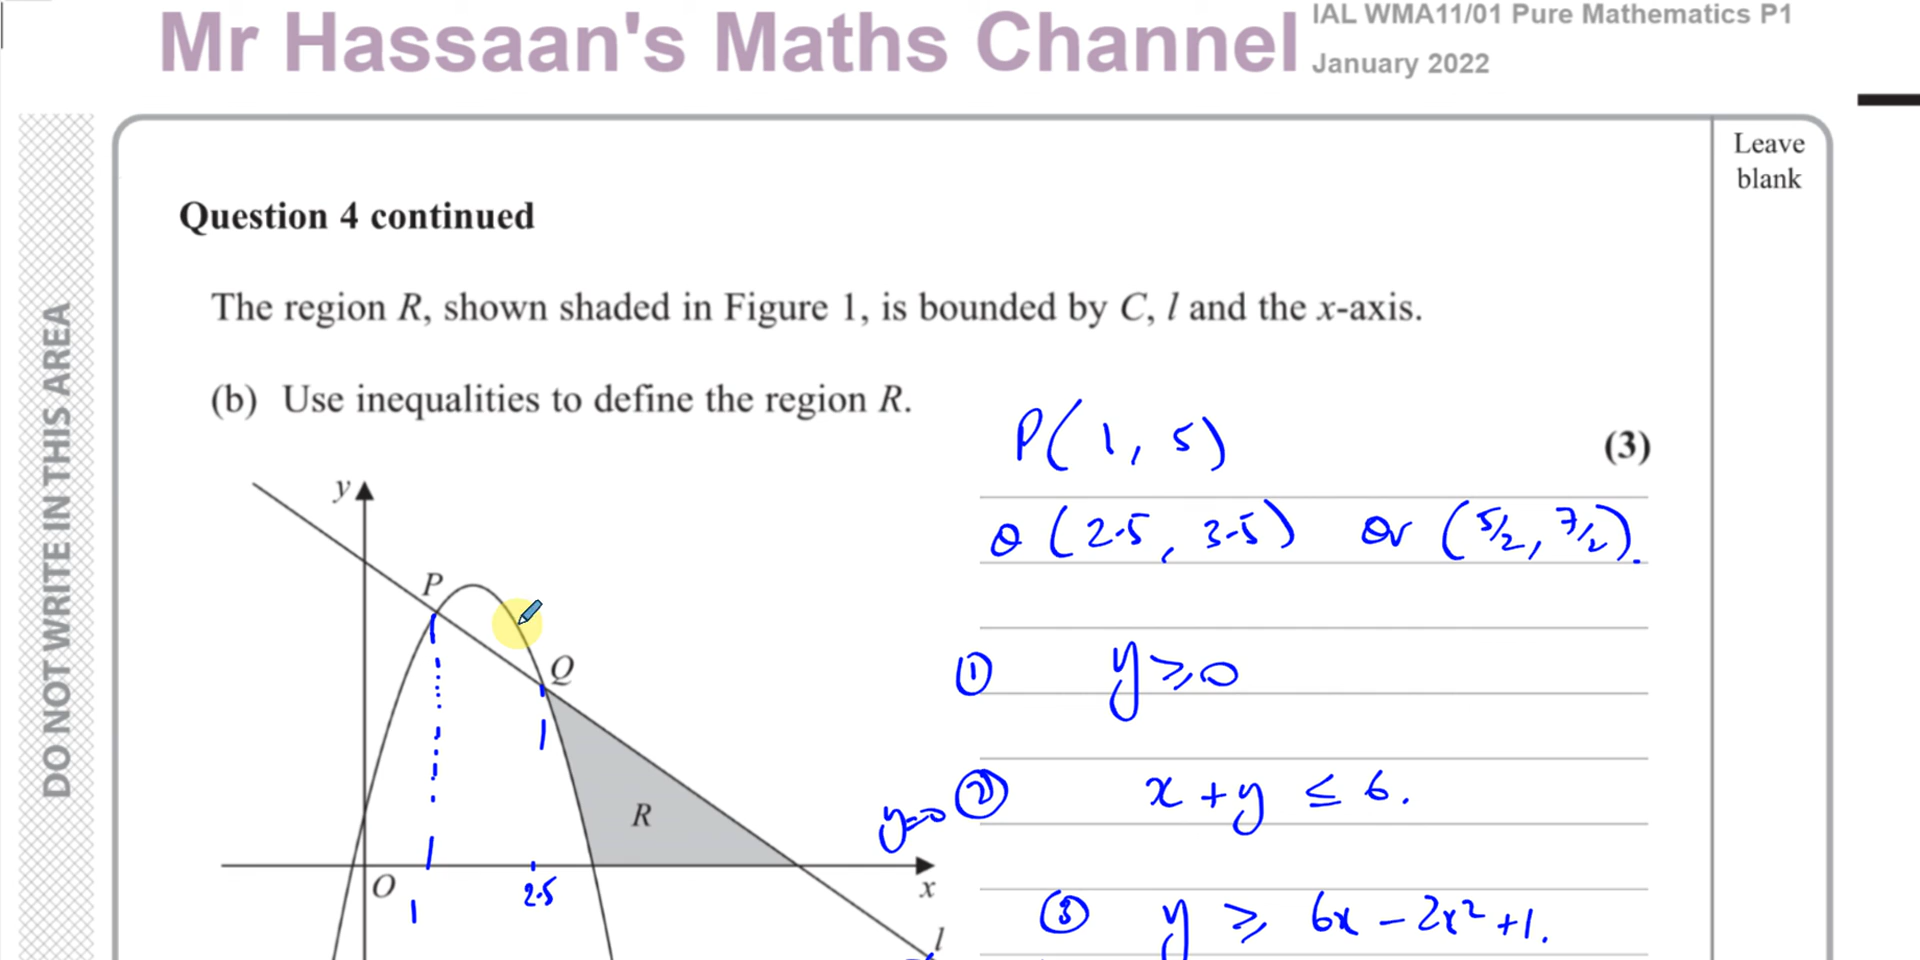 Mr Hassaan's Maths Channel
IAL WMA11/01 Pure Mathematics P1
January 2022
Leave
blank
DO NOT WRITE IN THIS AREA
Question 4 continued
The region R, shown shaded in Figure 1, is bounded by C, l and the x-axis.
(b) Use inequalities to define the region R.
(3)
P(1, 5)
Q (2.5, 3.5) or (5/2, 7/2).
① y ≥ 0
② x + y ≤ 6.
③ y ≥ 6x − 2x² + 1.
y
P
Q
R
y=0
O
x
1
2.5
l